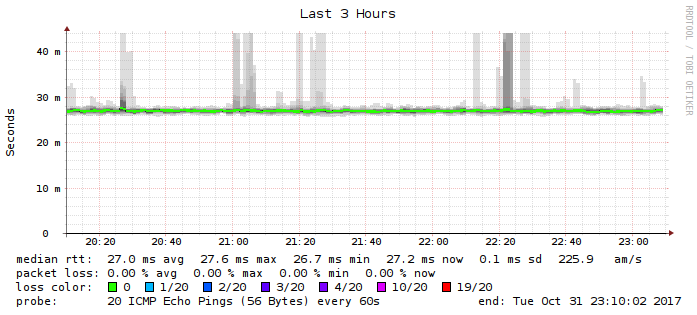 Last 3 Hours
RRDTOOL / TOBI OETIKER
Seconds
40 m
30 m
20 m
10 m
0
20:20 20:40 21:00 21:20 21:40 22:00 22:20 22:40 23:00
median rtt: 27.0 ms avg 27.6 ms max 26.7 ms min 27.2 ms now 0.1 ms sd 225.9 am/s
packet loss: 0.00 % avg 0.00 % max 0.00 % min 0.00 % now
loss color: 0 1/20 2/20 3/20 4/20 10/20 19/20
probe: 20 ICMP Echo Pings (56 Bytes) every 60s end: Tue Oct 31 23:10:02 2017